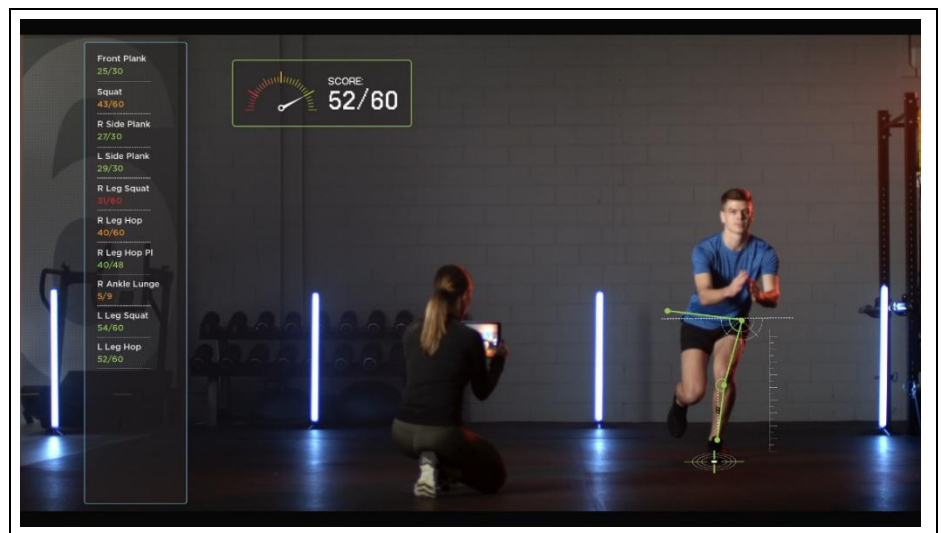 Front Plank
25/30
Squat
43/60
R Side Plank
27/30
L Side Plank
29/30
R Leg Squat
31/60
R Leg Hop
40/60
R Leg Hop Pl
40/48
R Ankle Lunge
5/9
L Leg Squat
54/60
L Leg Hop
52/60
SCORE:
52/60